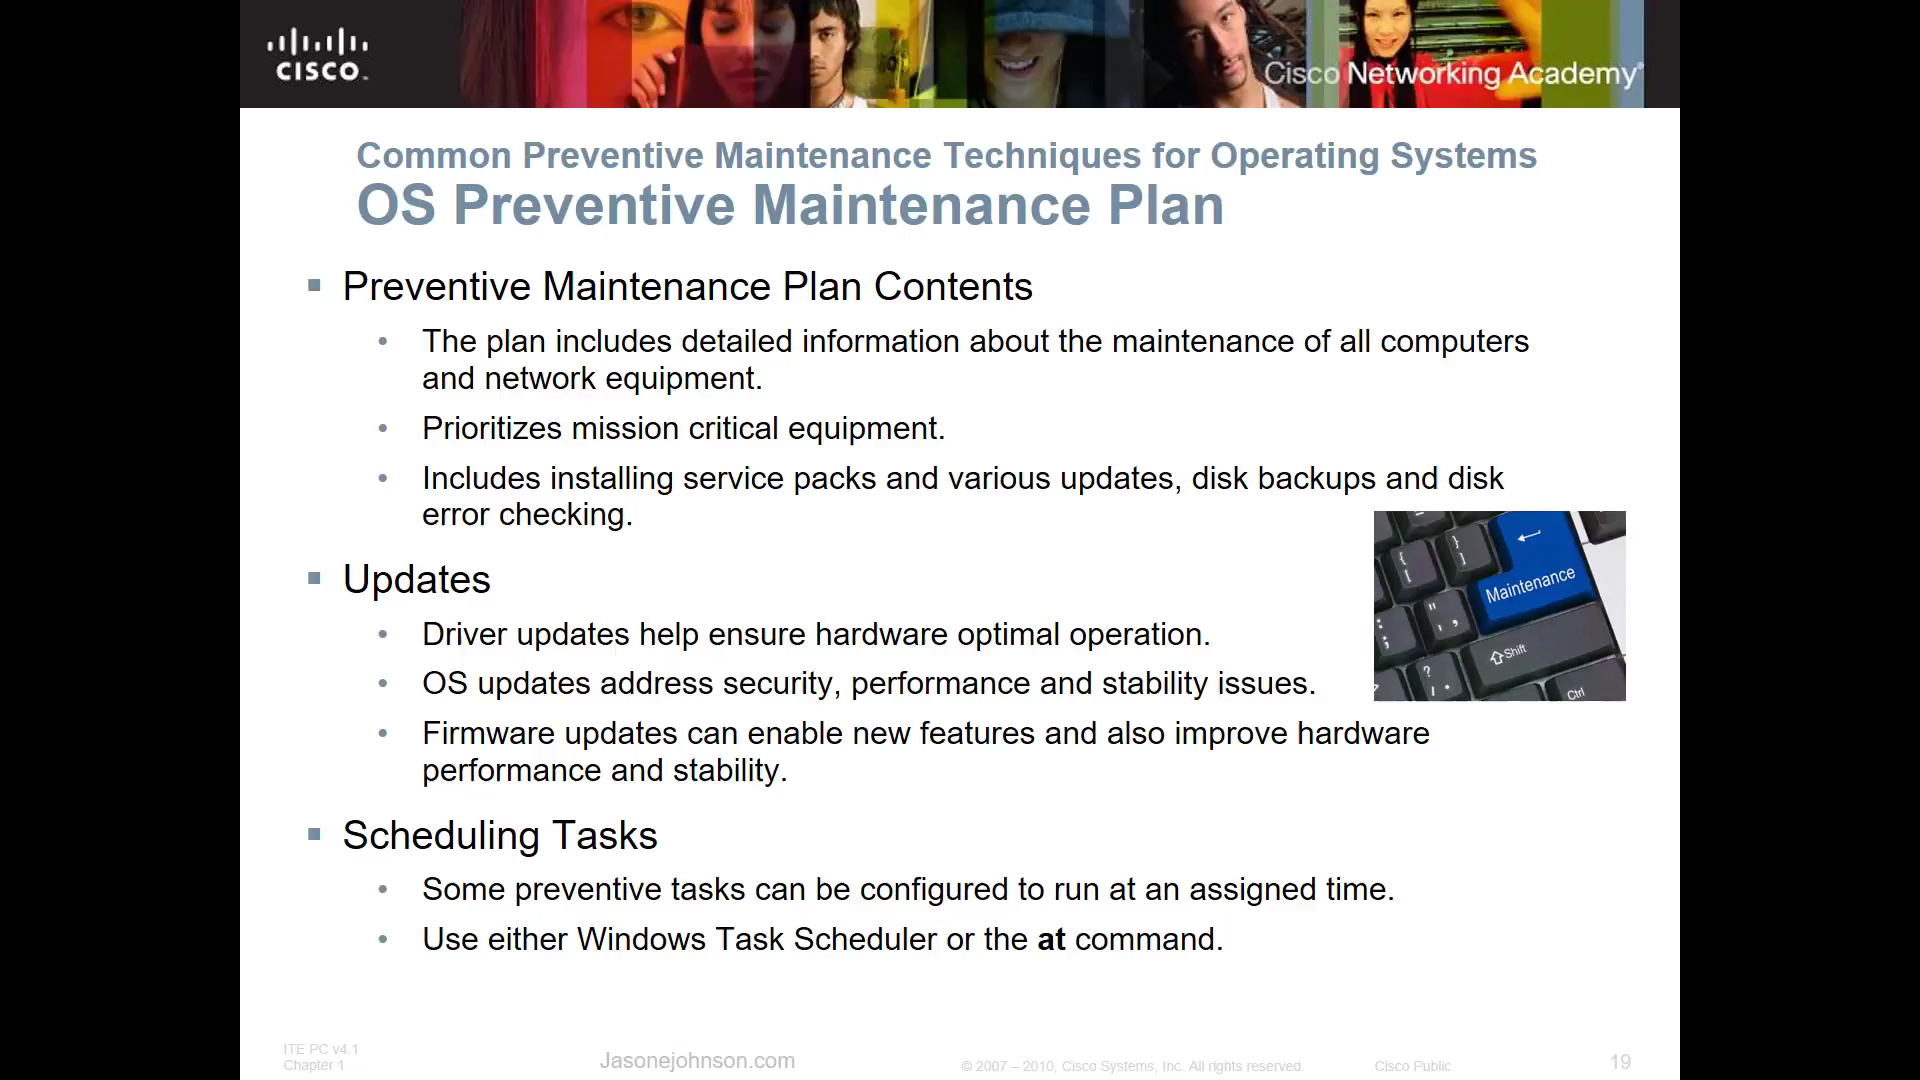 CISCO
Cisco Networking Academy®
Common Preventive Maintenance Techniques for Operating Systems
OS Preventive Maintenance Plan
Preventive Maintenance Plan Contents
• The plan includes detailed information about the maintenance of all computers
and network equipment.
• Prioritizes mission critical equipment.
• Includes installing service packs and various updates, disk backups and disk
error checking.
Updates
• Driver updates help ensure hardware optimal operation.
• OS updates address security, performance and stability issues.
• Firmware updates can enable new features and also improve hardware
performance and stability.
Maintenance
Shift
Ctrl
Scheduling Tasks
• Some preventive tasks can be configured to run at an assigned time.
• Use either Windows Task Scheduler or the at command.
ITE PC v4.1
Chapter 1
Jasonejohnson.com
© 2007 – 2010, Cisco Systems, Inc. All rights reserved.
Cisco Public
19